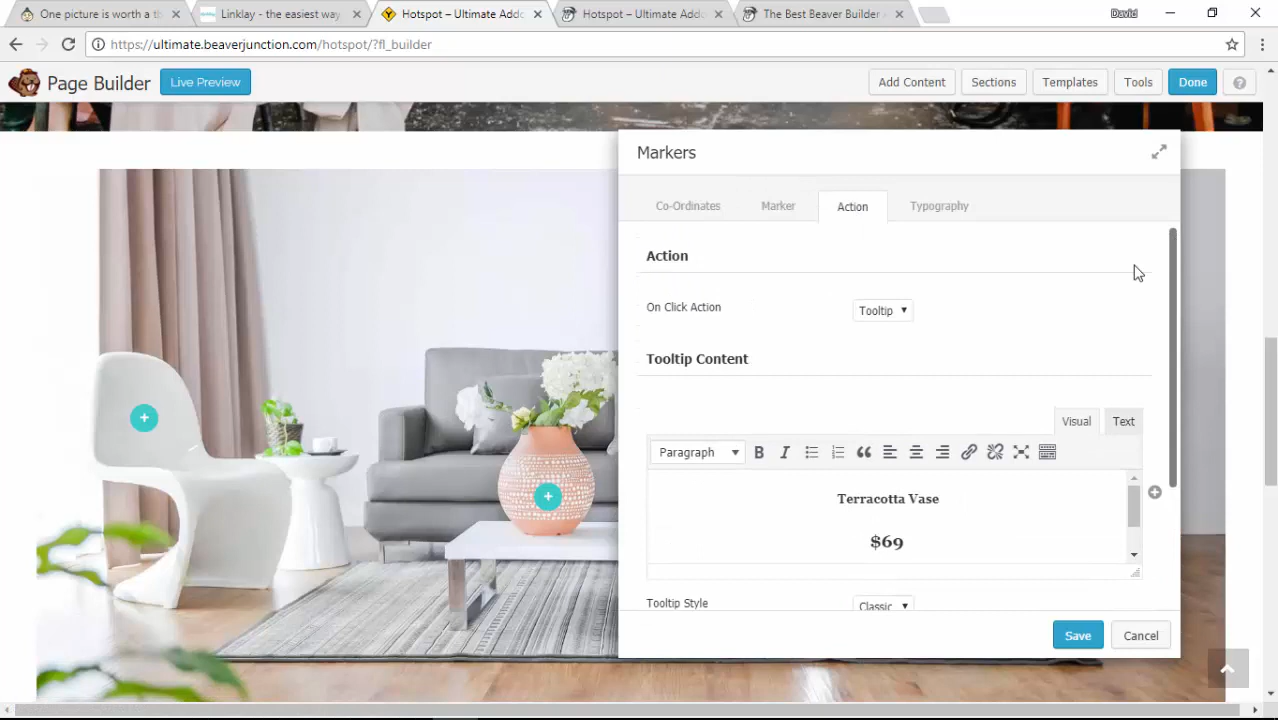 One picture is worth a th
Linklay - the easiest way
Hotspot – Ultimate Addo
Hotspot – Ultimate Addo
The Best Beaver Builder
David
https://ultimate.beaverjunction.com/hotspot/?fl_builder
Page Builder
Live Preview
Add Content
Sections
Templates
Tools
Done
?
Markers
Co-Ordinates
Marker
Action
Typography
Action
On Click Action
Tooltip
Tooltip Content
Visual
Text
Paragraph
B
I
Terracotta Vase
$69
Tooltip Style
Classic
Save
Cancel